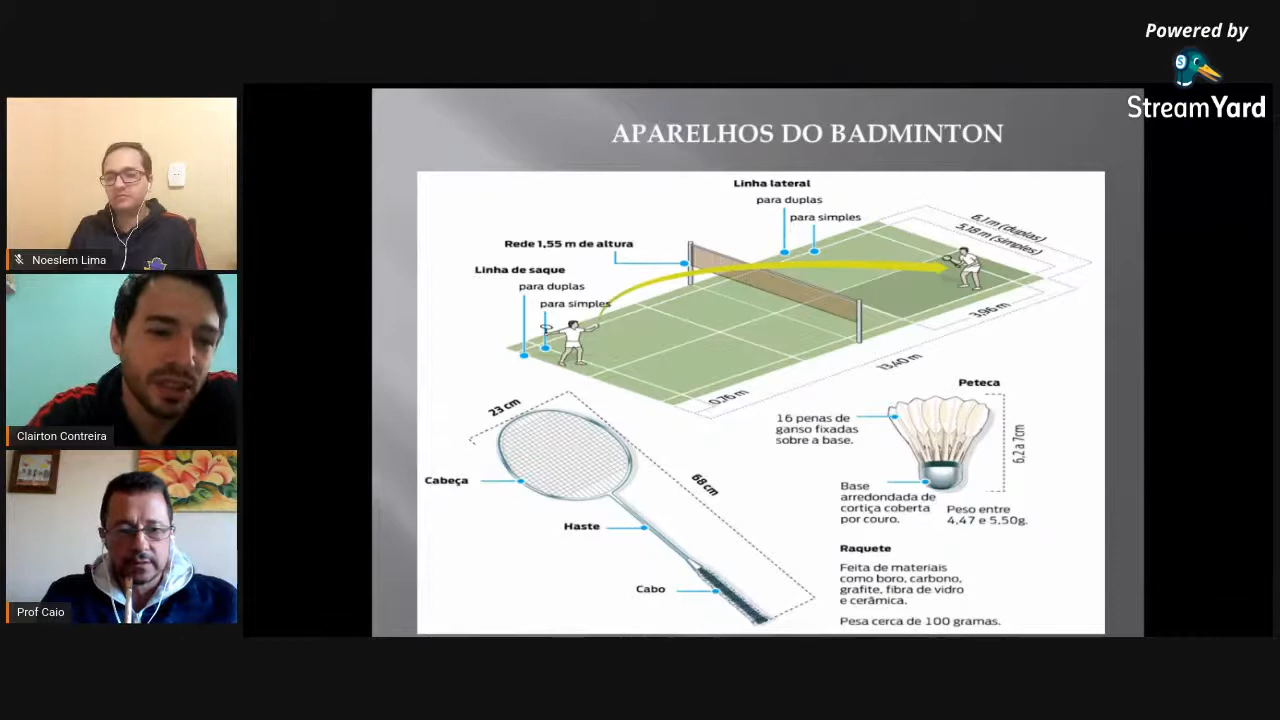 Powered by
StreamYard
Noeslem Lima
Clairton Contreira
Prof Caio
APARELHOS DO BADMINTON
Linha lateral
para duplas
para simples
Rede 1,55 m de altura
Linha de saque
para duplas
para simples
6,1 m (duplas)
5,18 m (simples)
3,96 m
13,40 m
0,76 m
Peteca
16 penas de
ganso fixadas
sobre a base.
6,2 a 7cm
Base
arredondada de
cortiça coberta
por couro.
Peso entre
4,47 e 5,50g.
23 cm
68 cm
Cabeça
Haste
Cabo
Raquete
Feita de materiais
como boro, carbono,
grafite, fibra de vidro
e cerâmica.
Pesa cerca de 100 gramas.